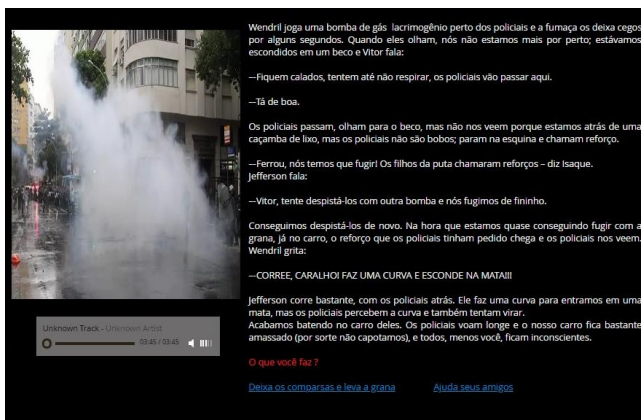 Wendril joga uma bomba de gás lacrimogênio perto dos policiais e a fumaça os deixa cegos
por alguns segundos. Quando eles olham, nós não estamos mais por perto; estávamos
escondidos em um beco e Vitor fala:
—Fiquem calados, tentem até não respirar, os policiais vão passar aqui.
—Tá de boa.
Os policiais passam, olham para o beco, mas não nos veem porque estamos atrás de uma
caçamba de lixo, mas os policiais não são bobos; param na esquina e chamam reforço.
—Ferrou, nós temos que fugir! Os filhos da puta chamaram reforços – diz Isaque.
Jefferson fala:
—Vitor, tente despistá-los com outra bomba e nós fugimos de fininho.
Conseguimos despistá-los de novo. Na hora que estamos quase conseguindo fugir com a
grana, já no carro, o reforço que os policiais tinham pedido chega e os policiais nos veem.
Wendril grita:
—CORREE, CARALHO! FAZ UMA CURVA E ESCONDE NA MATA!!!
Jefferson corre bastante, com os policiais atrás. Ele faz uma curva para entramos em uma
mata, mas os policiais percebem a curva e também tentam virar.
Acabamos batendo no carro deles. Os policiais voam longe e o nosso carro fica bastante
amassado (por sorte não capotamos), e todos, menos você, ficam inconscientes.
Unknown Track - Unknown Artist
03:45 / 03:45
O que você faz ?
Deixa os comparsas e leva a grana Ajuda seus amigos